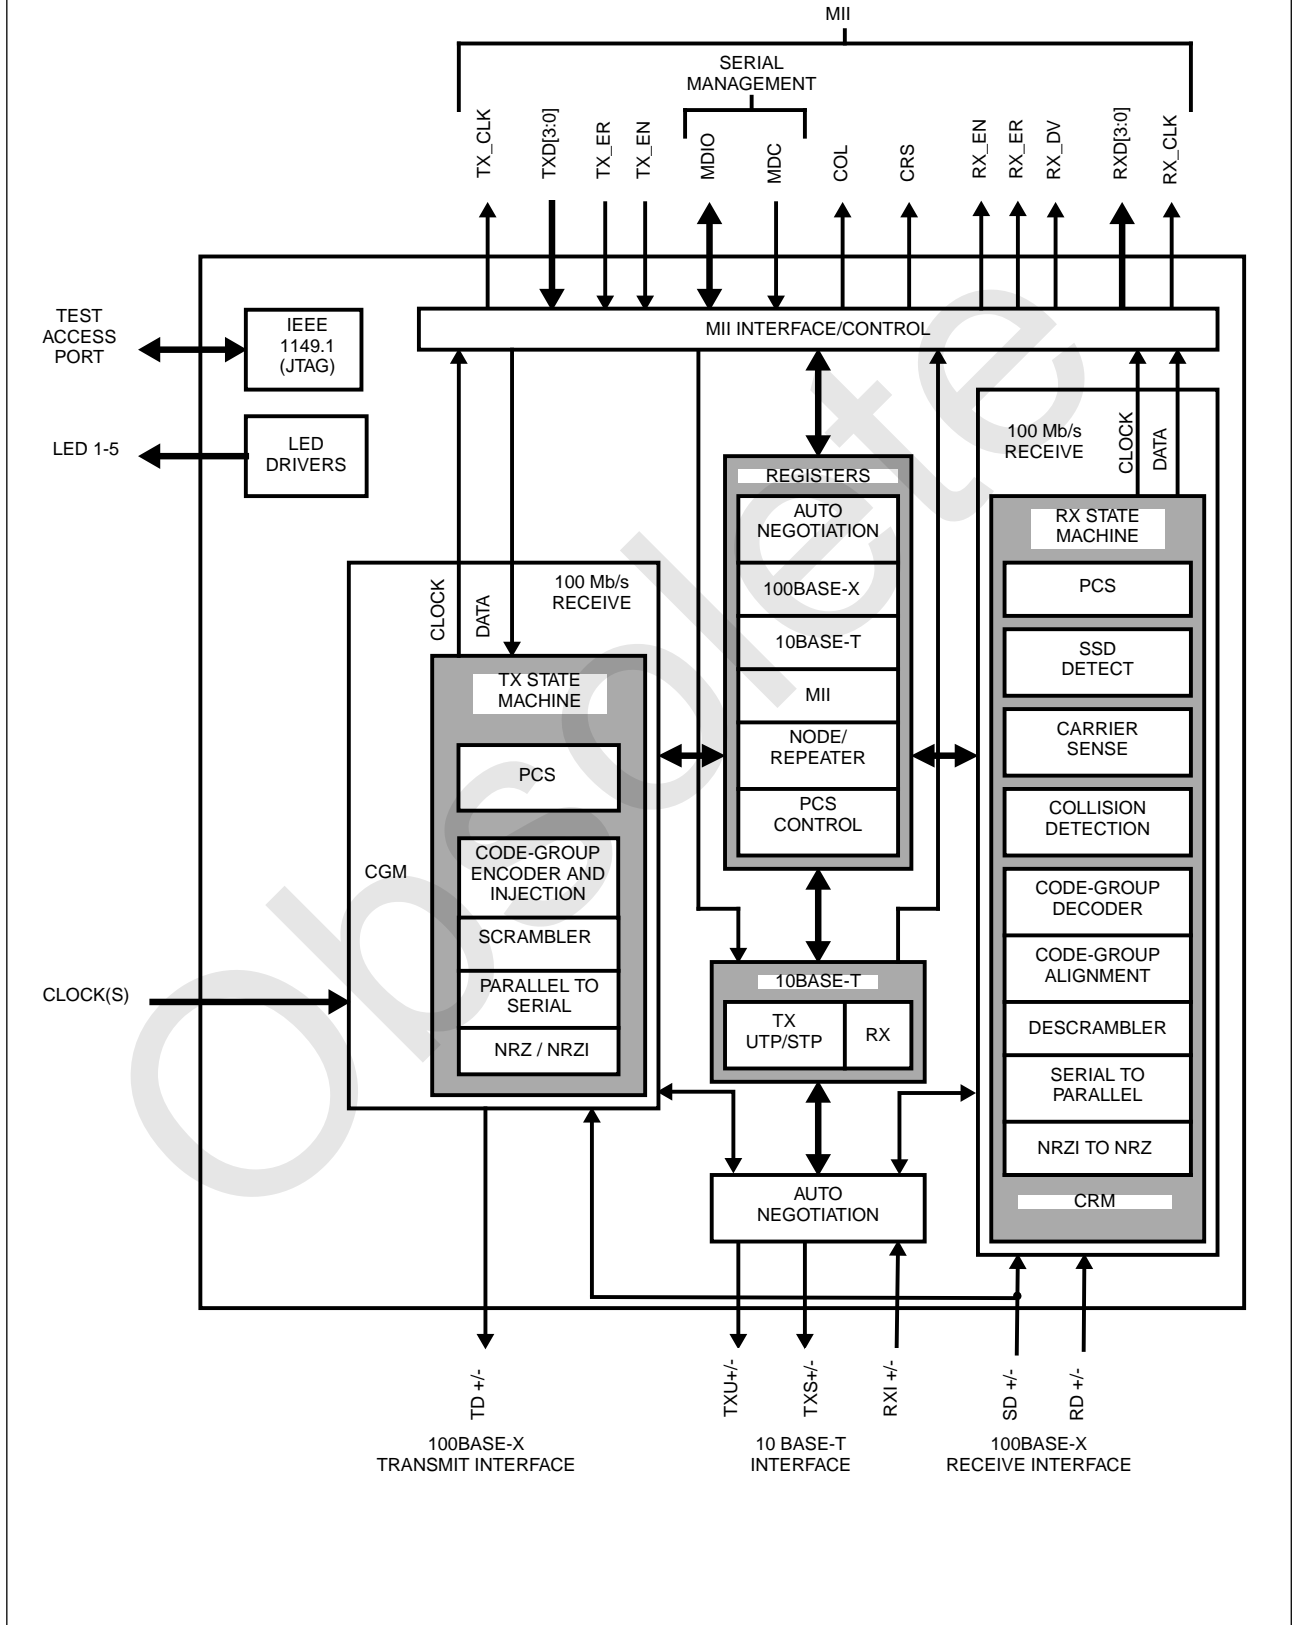 MII
SERIAL
MANAGEMENT
TX_CLK
TXD[3:0]
TX_ER
TX_EN
MDIO
MDC
COL
CRS
RX_EN
RX_ER
RX_DV
RXD[3:0]
RX_CLK
MII INTERFACE/CONTROL
TEST
ACCESS
PORT
IEEE
1149.1
(JTAG)
LED 1-5
LED
DRIVERS
REGISTERS
AUTO
NEGOTIATION
100BASE-X
10BASE-T
MII
NODE/
REPEATER
PCS
CONTROL
100 Mb/s
RECEIVE
CLOCK
DATA
RX STATE
MACHINE
PCS
SSD
DETECT
CARRIER
SENSE
COLLISION
DETECTION
CODE-GROUP
DECODER
CODE-GROUP
ALIGNMENT
DESCRAMBLER
SERIAL TO
PARALLEL
NRZI TO NRZ
CRM
100 Mb/s
RECEIVE
CLOCK
DATA
TX STATE
MACHINE
PCS
CGM
CODE-GROUP
ENCODER AND
INJECTION
SCRAMBLER
PARALLEL TO
SERIAL
NRZ / NRZI
CLOCK(S)
10BASE-T
TX
UTP/STP
RX
AUTO
NEGOTIATION
TD +/-
TXU+/-
TXS+/-
RXI +/-
SD +/-
RD +/-
100BASE-X
TRANSMIT INTERFACE
10 BASE-T
INTERFACE
100BASE-X
RECEIVE INTERFACE
Obsolete